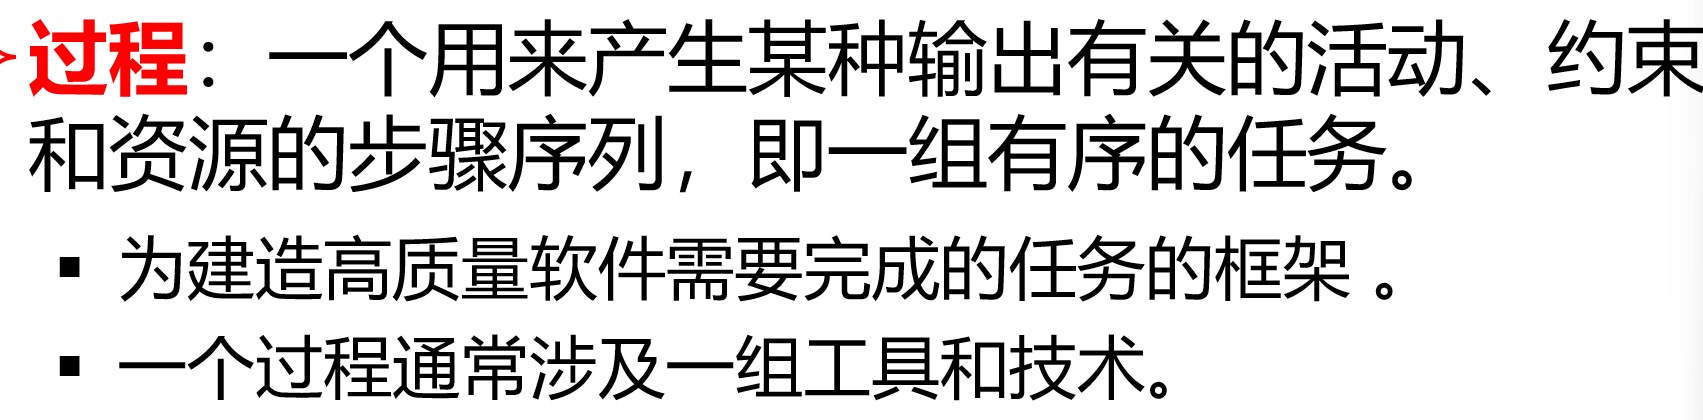 过程：一个用来产生某种输出有关的活动、约束
和资源的步骤序列，即一组有序的任务。
▪ 为建造高质量软件需要完成的任务的框架 。
▪ 一个过程通常涉及一组工具和技术。